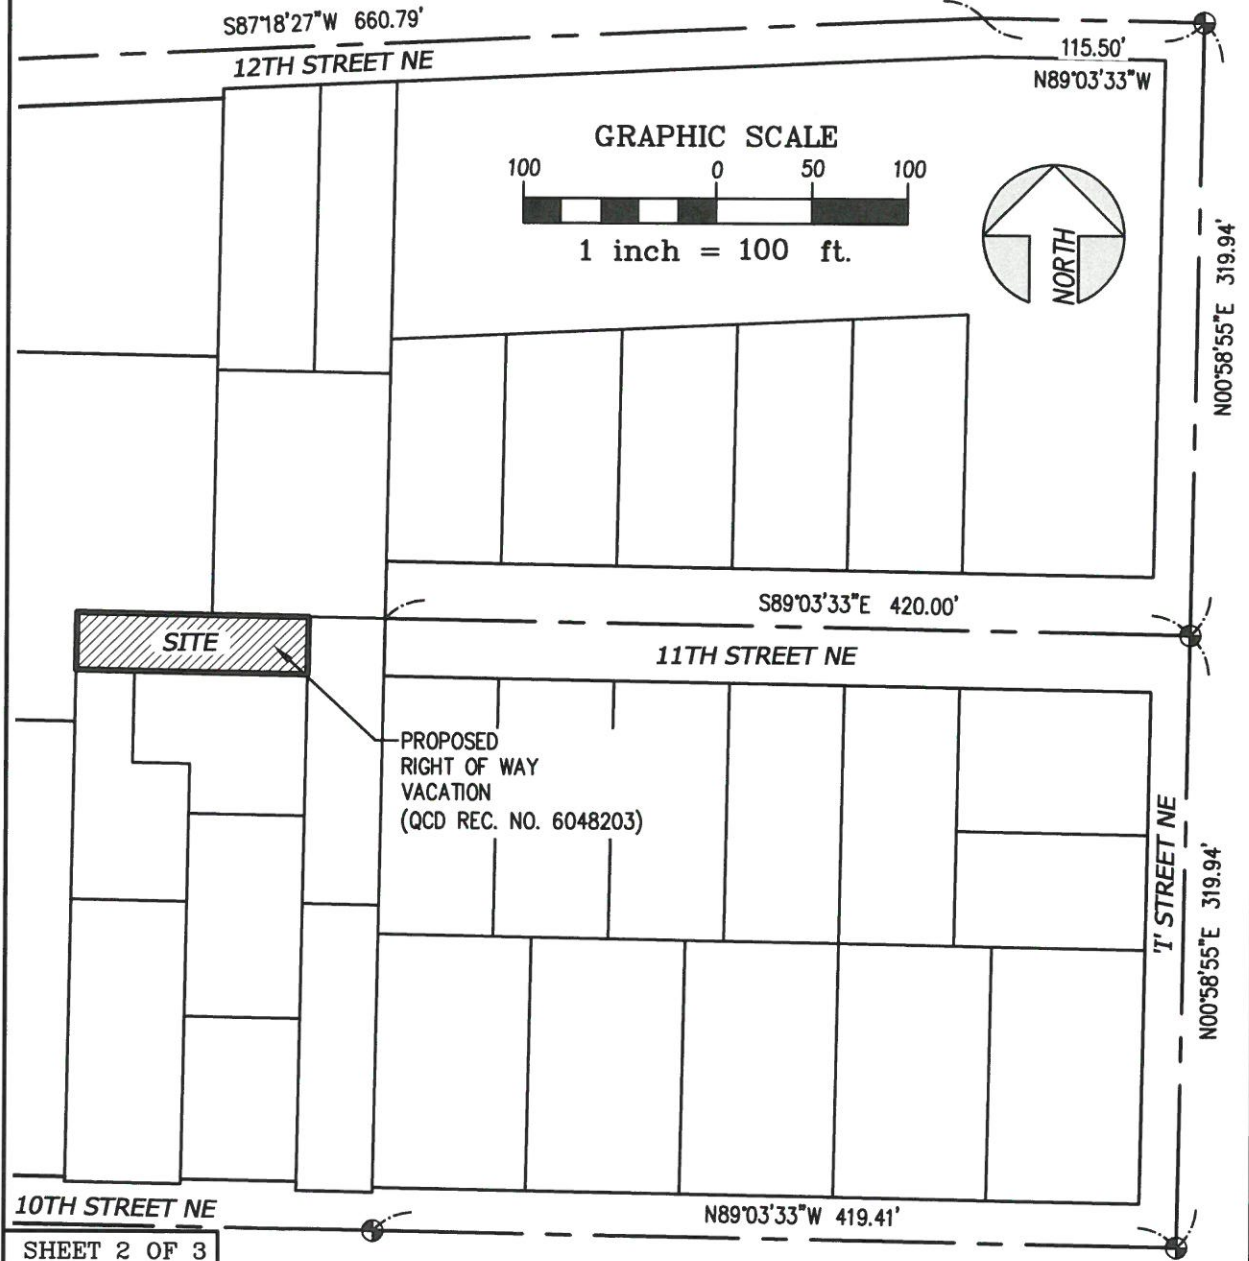 S87°18'27"W 660.79'
12TH STREET NE
115.50'
N89°03'33"W
GRAPHIC SCALE
100 0 50 100
1 inch = 100 ft.
NORTH
N00°58'55"E 319.94'
S89°03'33"E 420.00'
SITE
11TH STREET NE
PROPOSED
RIGHT OF WAY
VACATION
(QCD REC. NO. 6048203)
'I' STREET NE
N00°58'55"E 319.94'
10TH STREET NE
N89°03'33"W 419.41'
SHEET 2 OF 3